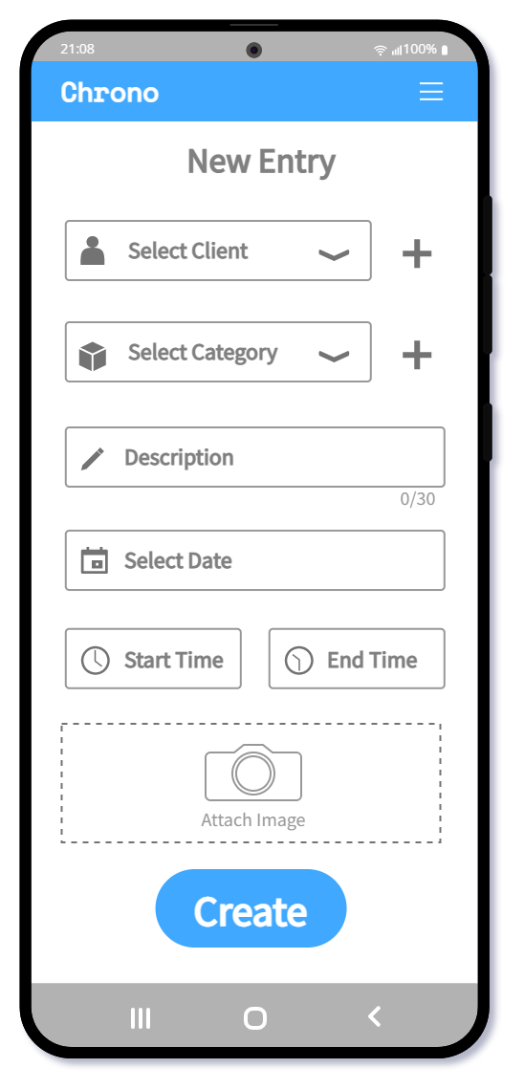 21:08 100%
Chrono
New Entry
Select Client
Select Category
Description
0/30
Select Date
Start Time End Time
Attach Image
Create